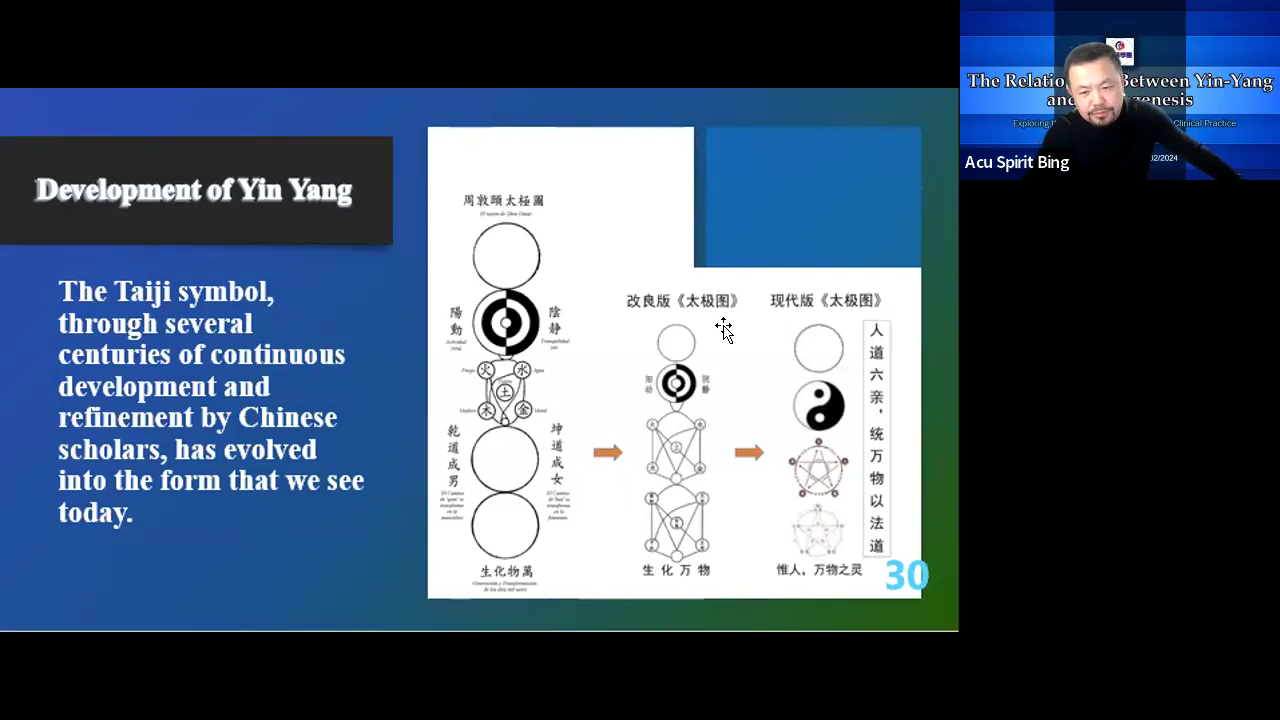 Development of Yin Yang
The Taiji symbol,
through several
centuries of continuous
development and
refinement by Chinese
scholars, has evolved
into the form that we see
today.
周敦頤太極圖
陽動
陰静
火
水
土
木
金
乾道成男
坤道成女
生化物萬
改良版《太极图》
生化万物
现代版《太极图》
人道六亲，统万物以法道
惟人，万物之灵
30
The Relatio
Between Yin-Yang
and
genesis
Clinical Practice
Acu Spirit Bing
/2024